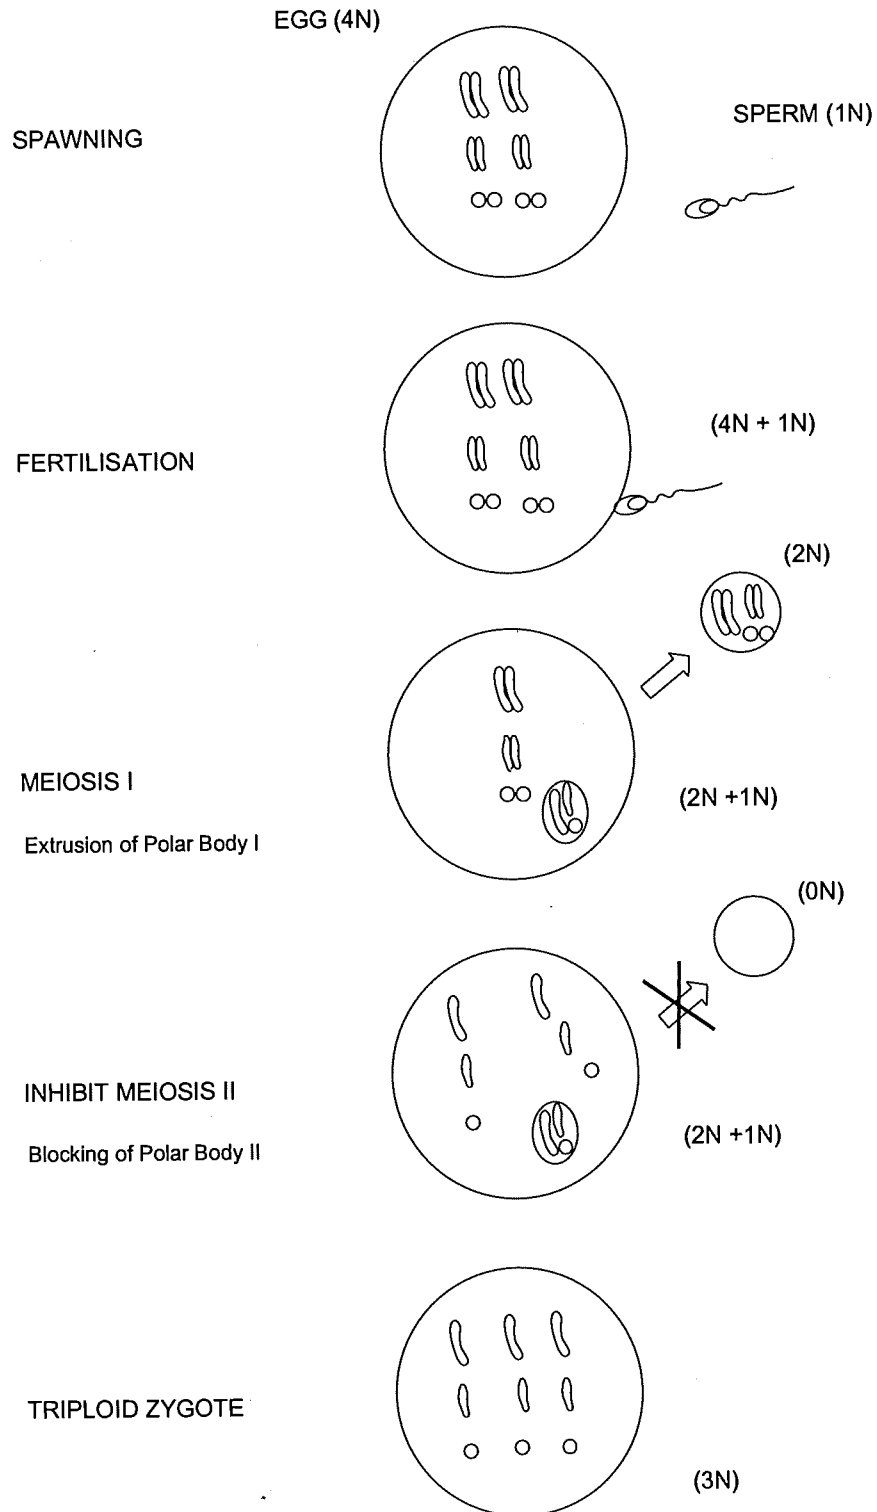 EGG (4N)
SPERM (1N)
SPAWNING
(4N + 1N)
FERTILISATION
(2N)
MEIOSIS I
(2N +1N)
Extrusion of Polar Body I
(0N)
INHIBIT MEIOSIS II
(2N +1N)
Blocking of Polar Body II
TRIPLOID ZYGOTE
(3N)